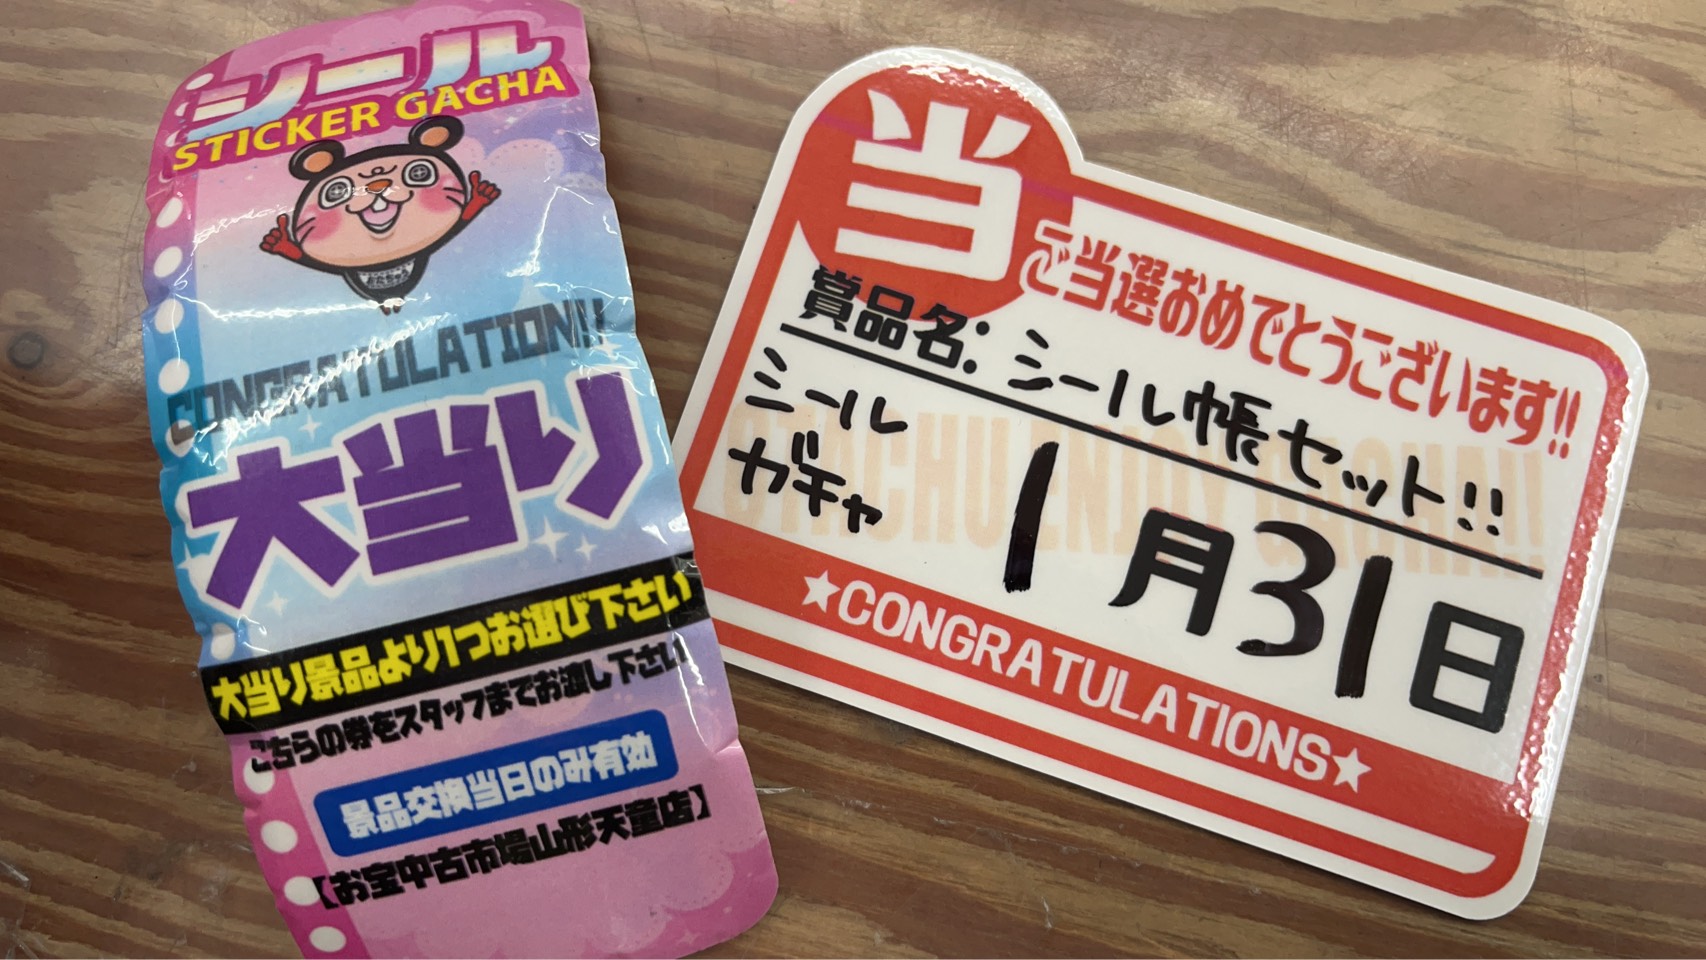 シール
STICKER GACHA
CONGRATULATION!!
大当り
大当り景品より1つお選び下さい
こちらの券をスタッフまでお渡し下さい
景品交換当日のみ有効
【お宝中古市場山形天童店】
当
ご当選おめでとうございます!!
賞品名:シール帳セット!!
シール
ガチャ
1月31日
★CONGRATULATIONS★